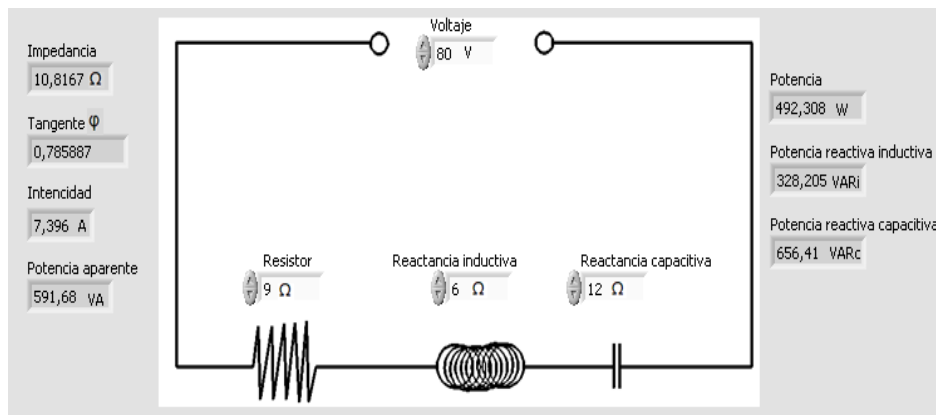 Voltaje
80 V
Impedancia
10,8167 Ω
Tangente φ
0,785887
Intencidad
7,396 A
Potencia aparente
591,68 VA
Resistor
9 Ω
Reactancia inductiva
6 Ω
Reactancia capacitiva
12 Ω
Potencia
492,308 W
Potencia reactiva inductiva
328,205 VARi
Potencia reactiva capacitiva
656,41 VARc